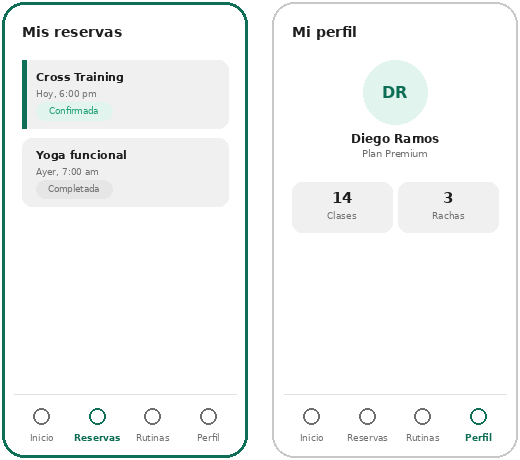 Mis reservas
Cross Training
Hoy, 6:00 pm
Confirmada
Yoga funcional
Ayer, 7:00 am
Completada
Inicio
Reservas
Rutinas
Perfil
Mi perfil
DR
Diego Ramos
Plan Premium
14
Clases
3
Rachas
Inicio
Reservas
Rutinas
Perfil